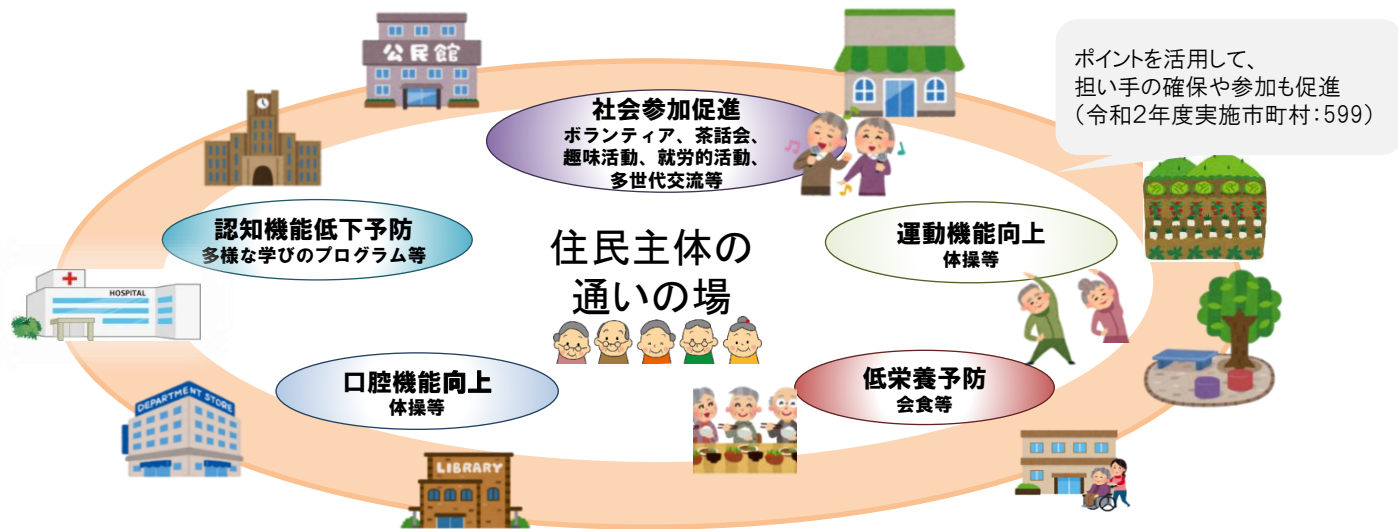 公民館
ポイントを活用して、
担い手の確保や参加も促進
(令和2年度実施市町村:599)
社会参加促進
ボランティア、茶話会、
趣味活動、就労的活動、
多世代交流等
認知機能低下予防
多様な学びのプログラム等
運動機能向上
体操等
住民主体の
通いの場
HOSPITAL
口腔機能向上
体操等
低栄養予防
会食等
DEPARTMENT STORE
LIBRARY